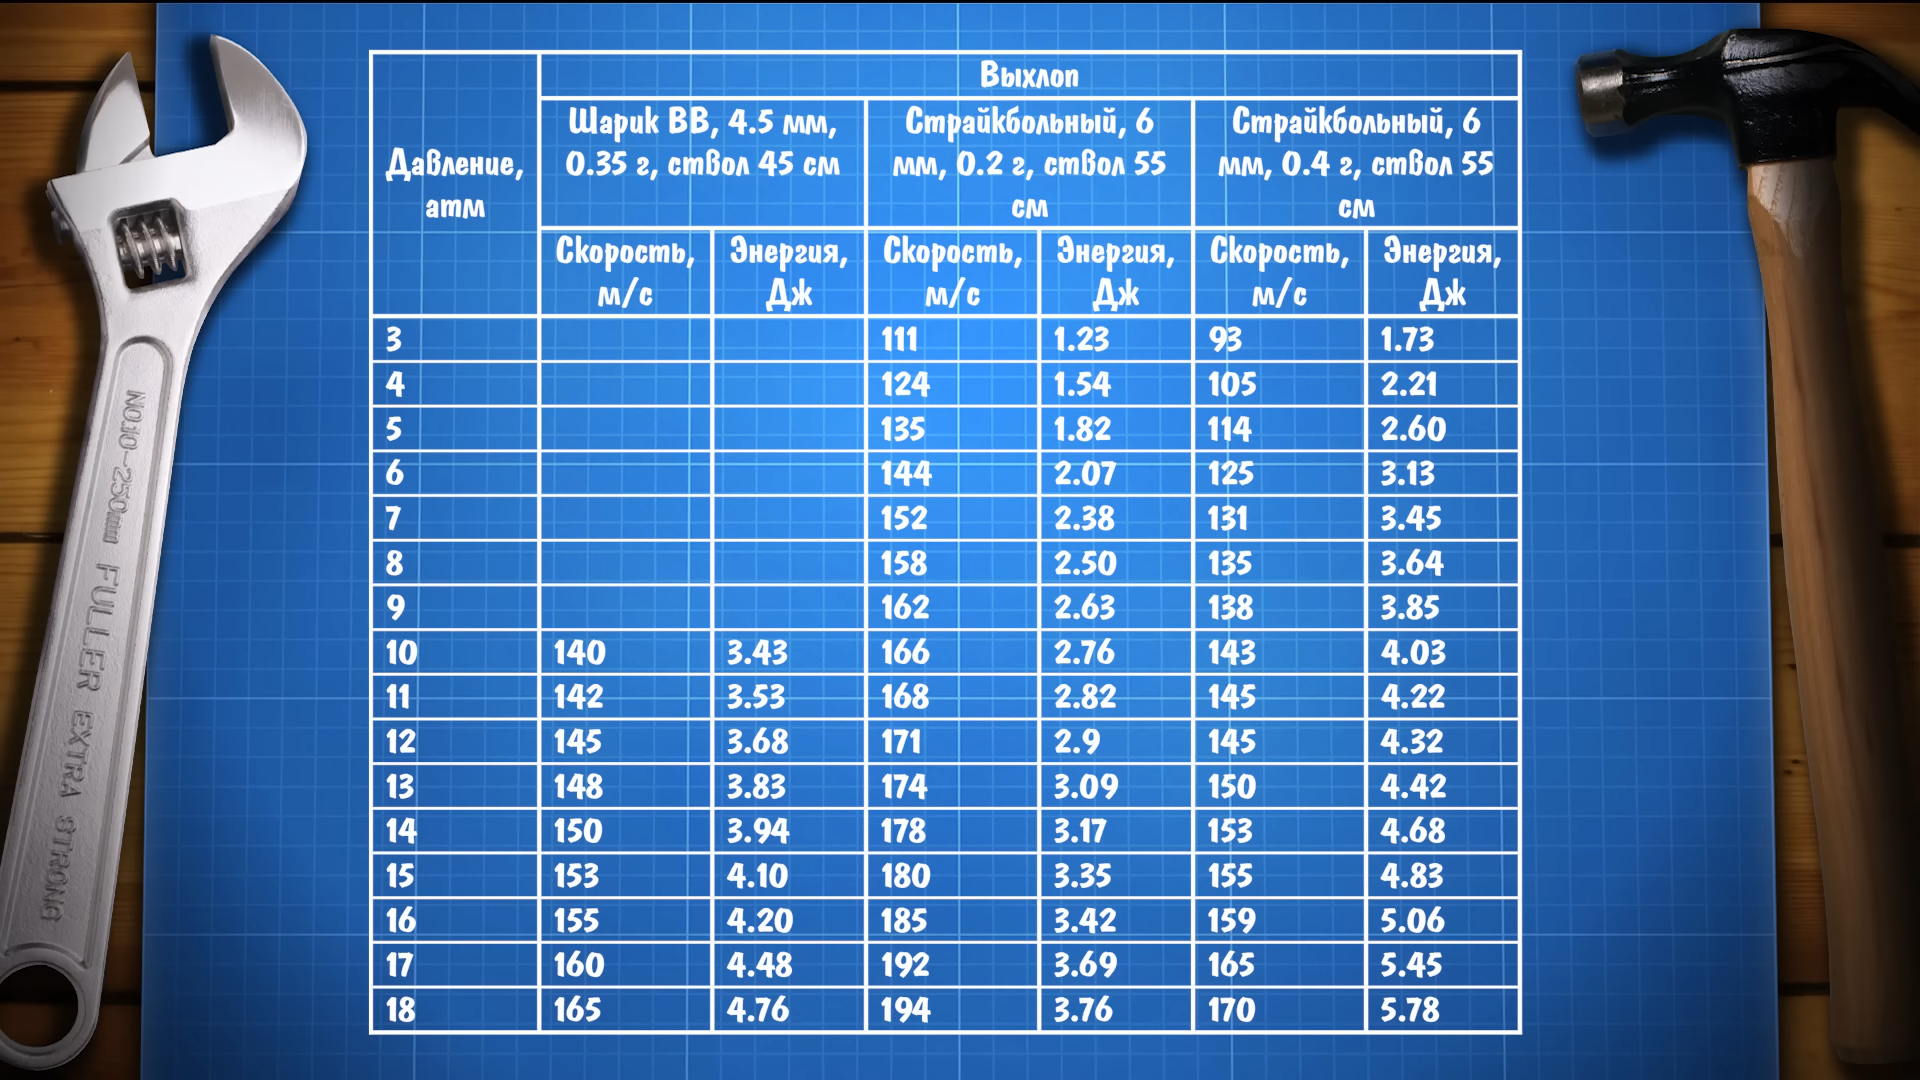 Выхлоп
Давление,
атм
Шарик BB, 4.5 мм,
0.35 г, ствол 45 см
Страйкбольный, 6
мм, 0.2 г, ствол 55
см
Страйкбольный, 6
мм, 0.4 г, ствол 55
см
Скорость,
м/с
Энергия,
Дж
Скорость,
м/с
Энергия,
Дж
Скорость,
м/с
Энергия,
Дж
3 111 1.23 93 1.73
4 124 1.54 105 2.21
5 135 1.82 114 2.60
6 144 2.07 125 3.13
7 152 2.38 131 3.45
8 158 2.50 135 3.64
9 162 2.63 138 3.85
10 140 3.43 166 2.76 143 4.03
11 142 3.53 168 2.82 145 4.22
12 145 3.68 171 2.9 145 4.32
13 148 3.83 174 3.09 150 4.42
14 150 3.94 178 3.17 153 4.68
15 153 4.10 180 3.35 155 4.83
16 155 4.20 185 3.42 159 5.06
17 160 4.48 192 3.69 165 5.45
18 165 4.76 194 3.76 170 5.78
NO.10-250mm FULLER EXTRA STRONG